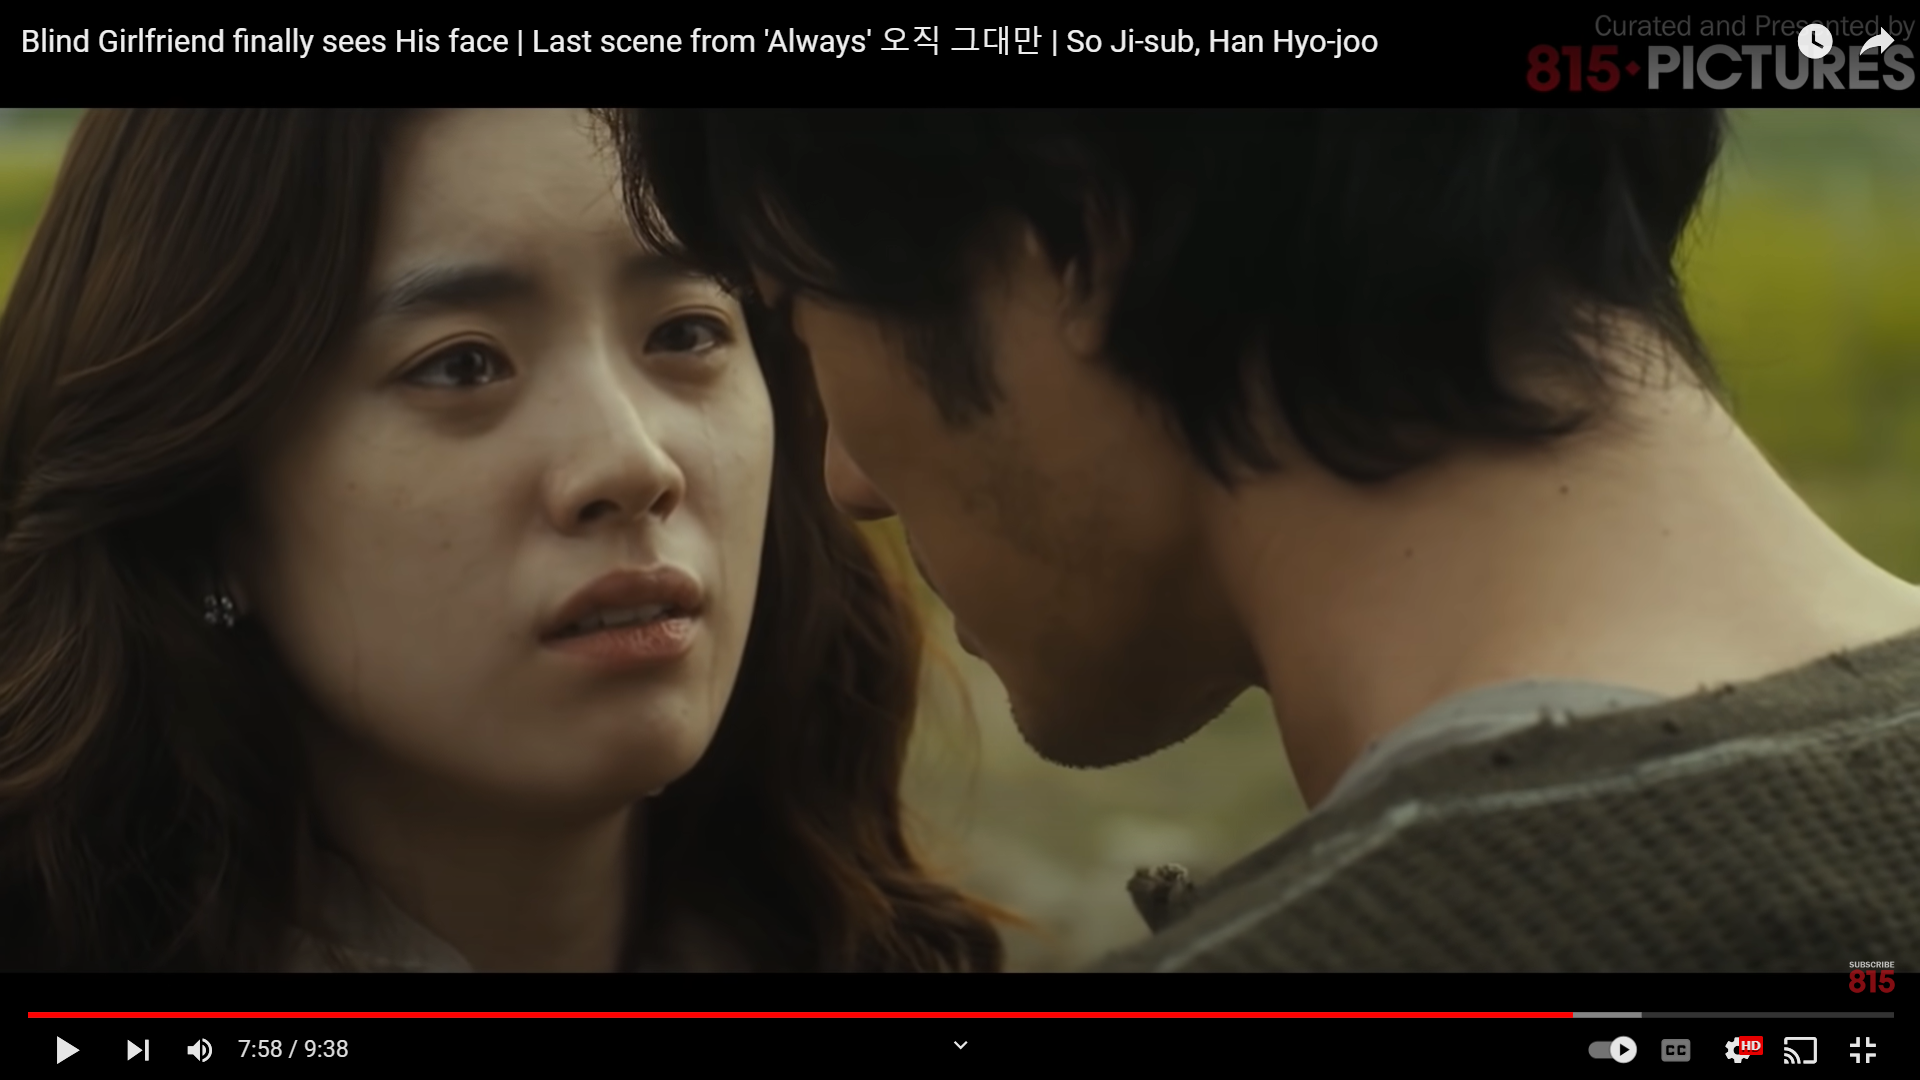 Blind Girlfriend finally sees His face | Last scene from 'Always' 오직 그대만 | So Ji-sub, Han Hyo-joo
Curated and Presented by
815 PICTURES
SUBSCRIBE
815
7:58 / 9:38
CC
HD